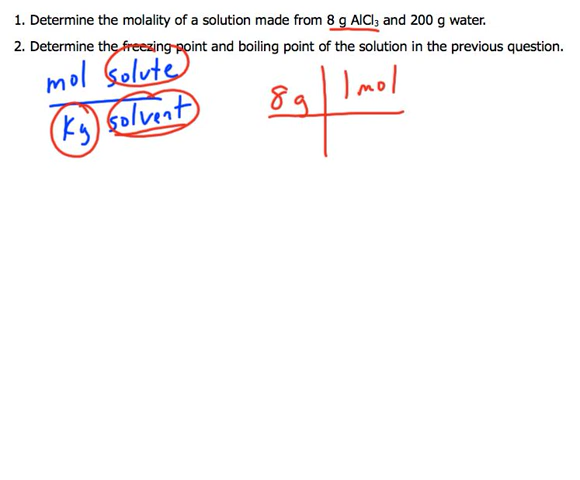 1. Determine the molality of a solution made from 8 g AlCl₃ and 200 g water.
2. Determine the freezing point and boiling point of the solution in the previous question.
mol solute
Kg solvent
8g 1 mol